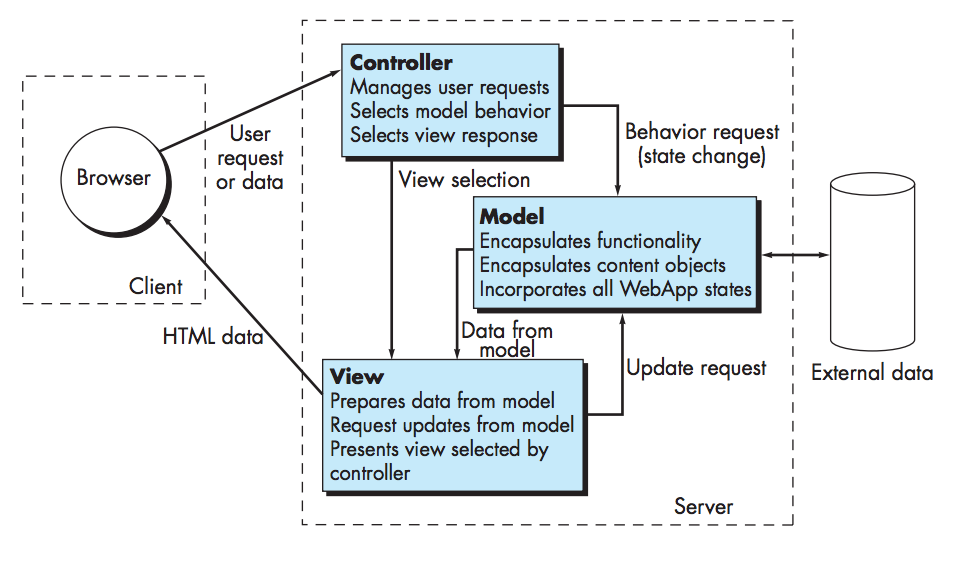 Controller
Manages user requests
Selects model behavior
Selects view response
User
request
or data
Browser
Client
Behavior request
(state change)
View selection
Model
Encapsulates functionality
Encapsulates content objects
Incorporates all WebApp states
HTML data
Data from
model
Update request
External data
View
Prepares data from model
Request updates from model
Presents view selected by
controller
Server